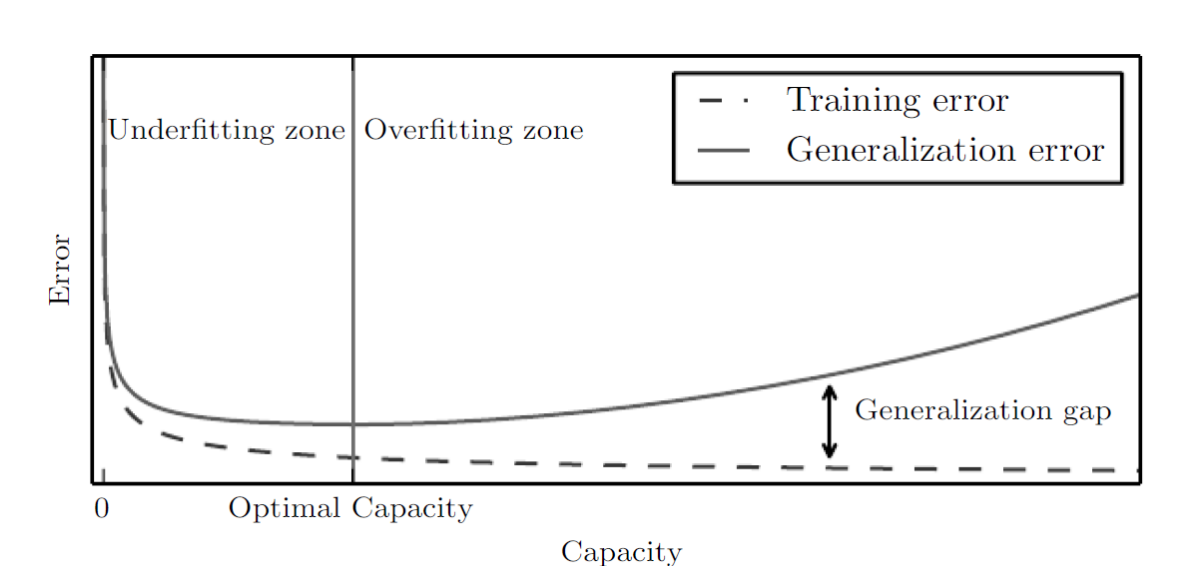 Training error
Generalization error
Underfitting zone
Overfitting zone
Error
Generalization gap
0
Optimal Capacity
Capacity